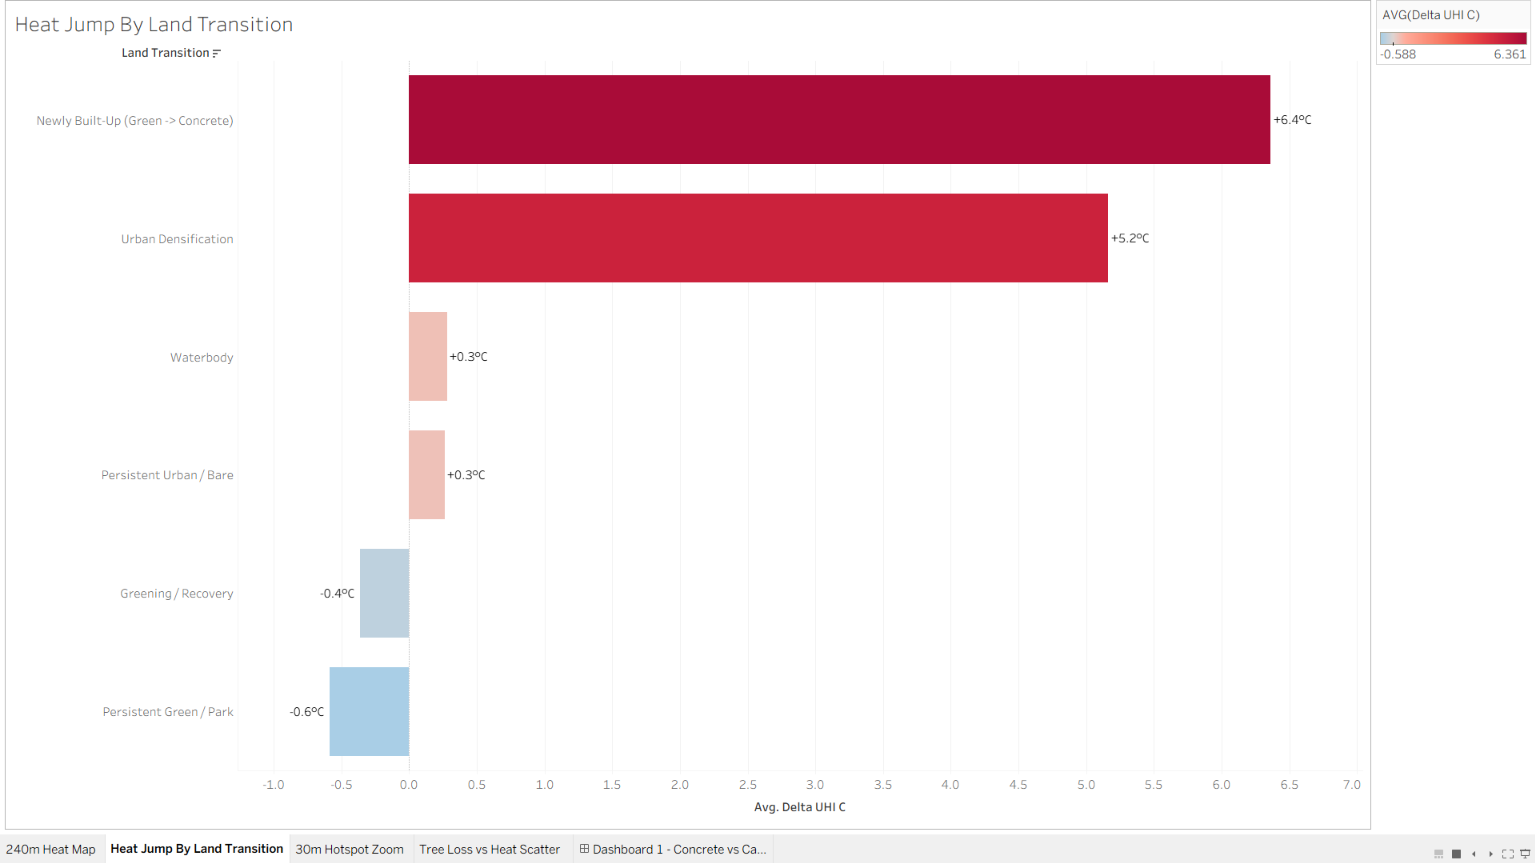 Heat Jump By Land Transition
Land Transition
Newly Built-Up (Green -> Concrete)
+6.4ºC
Urban Densification
+5.2ºC
Waterbody
+0.3ºC
Persistent Urban / Bare
+0.3ºC
Greening / Recovery
-0.4ºC
Persistent Green / Park
-0.6ºC
-1.0 -0.5 0.0 0.5 1.0 1.5 2.0 2.5 3.0 3.5 4.0 4.5 5.0 5.5 6.0 6.5 7.0
Avg. Delta UHI C
AVG(Delta UHI C)
-0.588 6.361
240m Heat Map Heat Jump By Land Transition 30m Hotspot Zoom Tree Loss vs Heat Scatter Dashboard 1 - Concrete vs Ca...